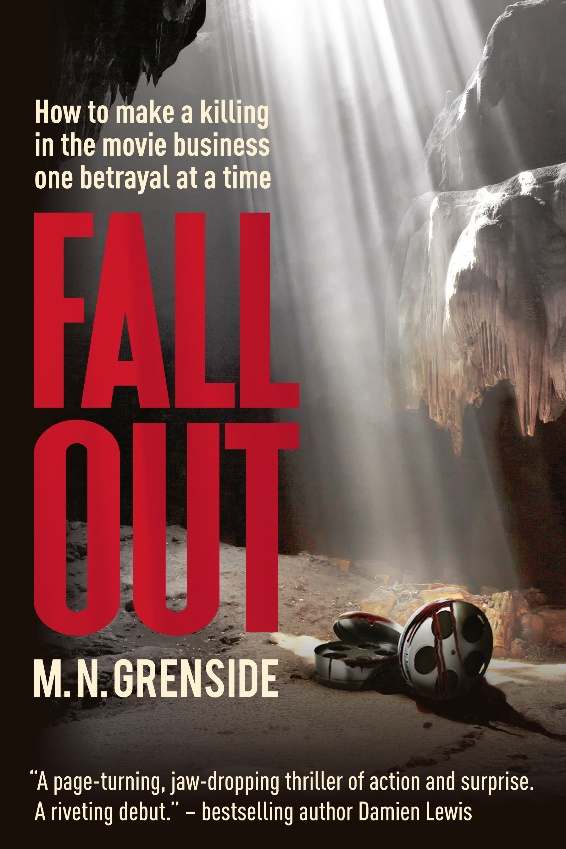 How to make a killing
in the movie business
one betrayal at a time
FALL
OUT
M.N. GRENSIDE
“A page-turning, jaw-dropping thriller of action and surprise.
A riveting debut.” – bestselling author Damien Lewis